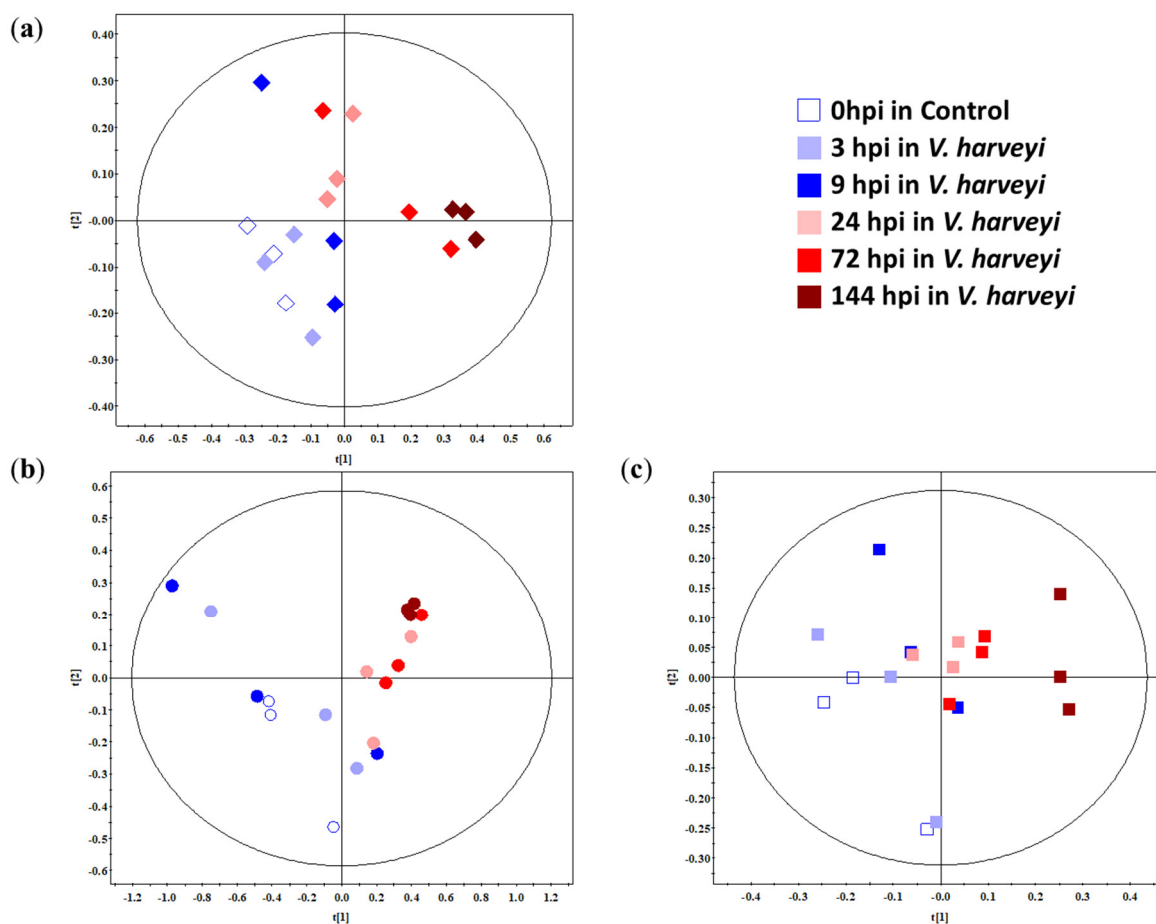 (a)
0.40
0.30
0.20
0.10
-0.00
-0.10
-0.20
-0.30
-0.40
t[2]
-0.6 -0.5 -0.3 -0.2 -0.1 0.0 0.1 0.2 0.3 0.4 0.5 0.6
t[1]
0hpi in Control
3 hpi in V. harveyi
9 hpi in V. harveyi
24 hpi in V. harveyi
72 hpi in V. harveyi
144 hpi in V. harveyi
(b)
0.6
0.5
0.4
0.3
0.2
0.1
0.0
-0.1
-0.2
-0.3
-0.4
-0.5
-0.6
t[2]
-1.2 -1.0 -0.8 -0.6 -0.4 -0.2 0.0 0.2 0.4 0.6 0.8 1.0 1.2
t[1]
(c)
0.30
0.25
0.20
0.15
0.10
0.05
0.00
-0.05
-0.10
-0.15
-0.20
-0.25
-0.30
t[2]
-0.4 -0.3 -0.2 -0.1 -0.0 0.1 0.2 0.3 0.4
t[1]